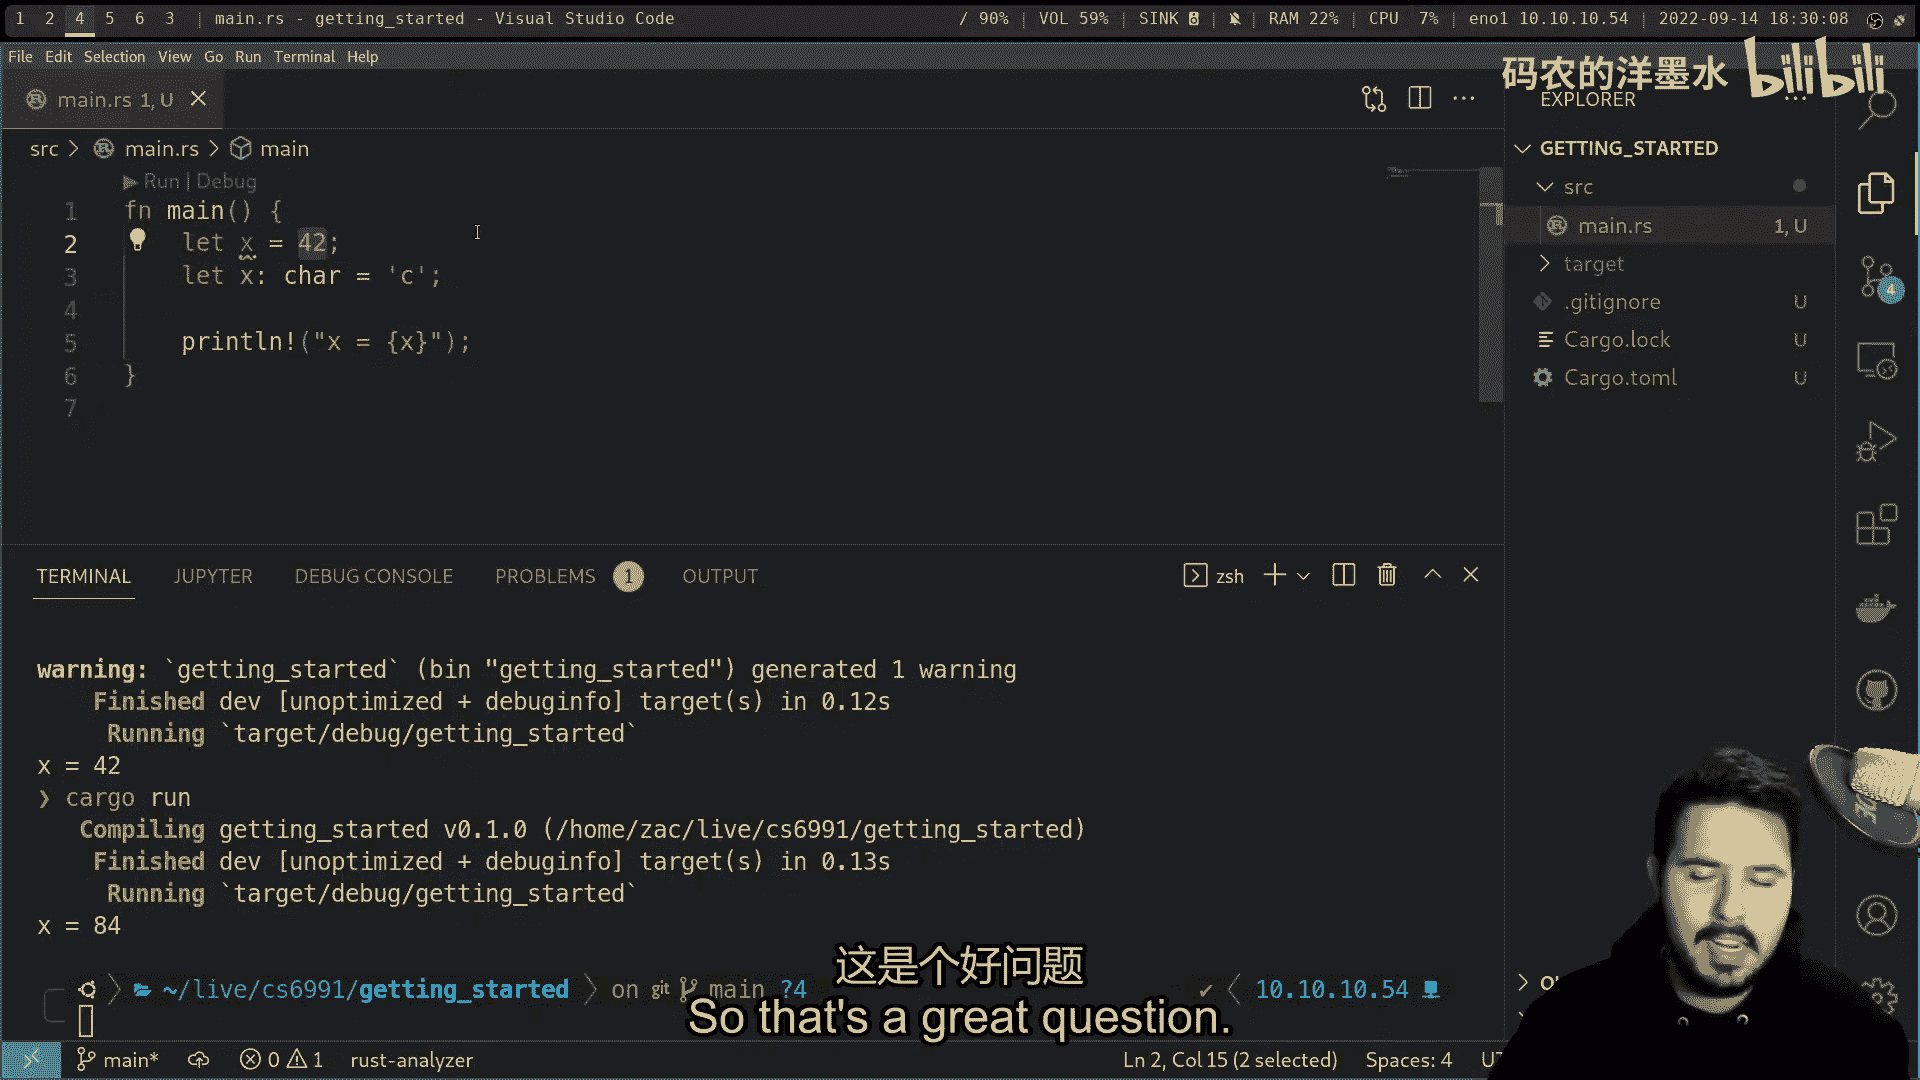 1 2 4 5 6 3 | main.rs - getting_started - Visual Studio Code
/ 90% | VOL 59% | SINK | | RAM 22% | CPU 7% | eno1 10.10.10.54 | 2022-09-14 18:30:08
File Edit Selection View Go Run Terminal Help
码农的洋墨水 bilibili
main.rs 1, U
EXPLORER
src > main.rs > main
GETTING_STARTED
Run | Debug
src
1 fn main() {
main.rs 1, U
2 let x = 42;
target
3 let x: char = 'c';
.gitignore U
4
Cargo.lock U
5 println!("x = {x}");
Cargo.toml U
6 }
7
4
TERMINAL JUPYTER DEBUG CONSOLE PROBLEMS 1 OUTPUT
zsh
warning: `getting_started` (bin "getting_started") generated 1 warning
Finished dev [unoptimized + debuginfo] target(s) in 0.12s
Running `target/debug/getting_started`
x = 42
❯ cargo run
Compiling getting_started v0.1.0 (/home/zac/live/cs6991/getting_started)
Finished dev [unoptimized + debuginfo] target(s) in 0.13s
Running `target/debug/getting_started`
x = 84
~/live/cs6991/getting_started on git main ?4
✓ 10.10.10.54
这是个好问题
So that's a great question.
main* 0 1 rust-analyzer
Ln 2, Col 15 (2 selected) Spaces: 4